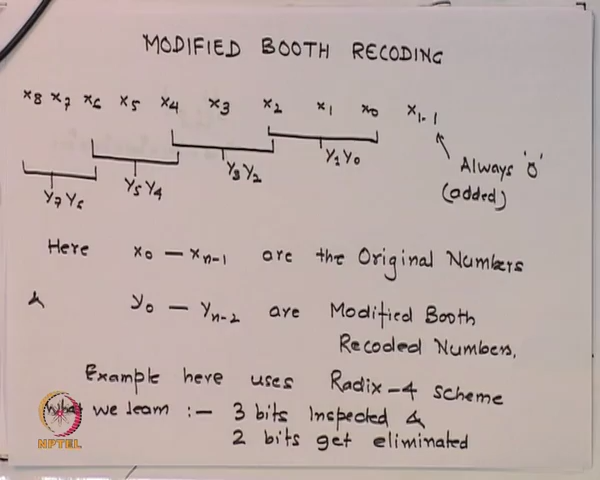 MODIFIED BOOTH RECODING
x8 x7 x6 x5 x4 x3 x2 x1 x0 x1-1
Y1 Y0
Y3 Y2
Y5 Y4
Y7 Y6
Always '0'
(added)
Here x0 — xn-1 are the Original Numbers
& y0 — Yn-2 are Modified Booth
Recoded Numbers.
Example here uses Radix-4 scheme
What we learn :- 3 bits Inspected &
2 bits get eliminated
NPTEL